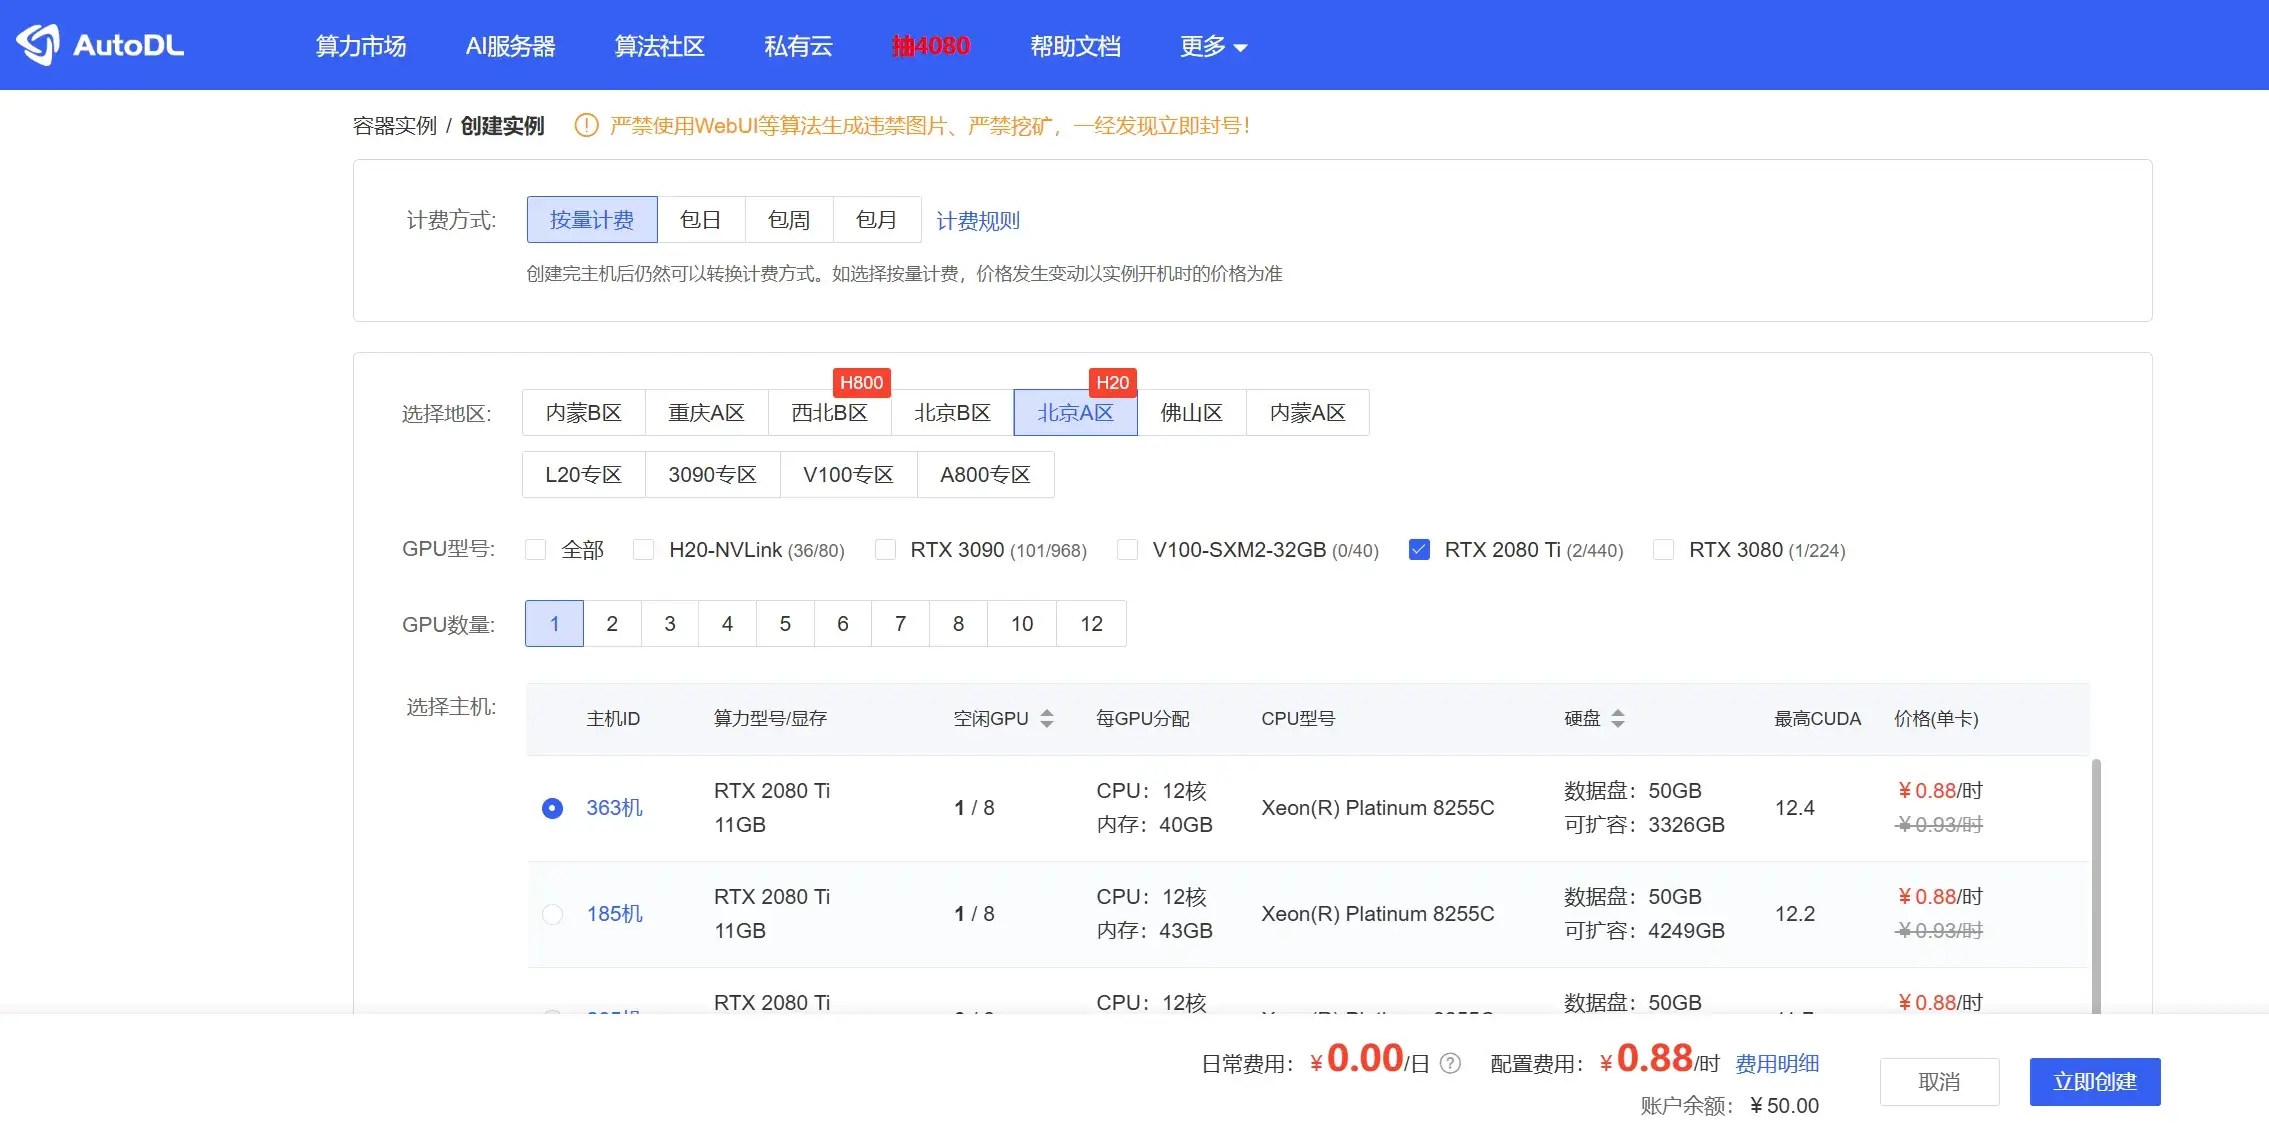 AutoDL 算力市场 AI服务器 算法社区 私有云 抽4080 帮助文档 更多
容器实例 / 创建实例 严禁使用WebUI等算法生成违禁图片、严禁挖矿，一经发现立即封号！
计费方式: 按量计费 包日 包周 包月 计费规则
创建完主机后仍然可以转换计费方式。如选择按量计费，价格发生变动以实例开机时的价格为准
H800 H20
选择地区: 内蒙B区 重庆A区 西北B区 北京B区 北京A区 佛山区 内蒙A区
L20专区 3090专区 V100专区 A800专区
GPU型号: 全部 H20-NVLink (36/80) RTX 3090 (101/968) V100-SXM2-32GB (0/40) RTX 2080 Ti (2/440) RTX 3080 (1/224)
GPU数量: 1 2 3 4 5 6 7 8 10 12
选择主机: 主机ID 算力型号/显存 空闲GPU 每GPU分配 CPU型号 硬盘 最高CUDA 价格(单卡)
RTX 2080 Ti CPU：12核 数据盘：50GB ￥0.88/时
363机 1 / 8 Xeon(R) Platinum 8255C 12.4
11GB 内存：40GB 可扩容：3326GB ￥0.93/时
RTX 2080 Ti CPU：12核 数据盘：50GB ￥0.88/时
185机 1 / 8 Xeon(R) Platinum 8255C 12.2
11GB 内存：43GB 可扩容：4249GB ￥0.93/时
RTX 2080 Ti CPU：12核 数据盘：50GB ￥0.88/时
日常费用：￥0.00/日 ? 配置费用：￥0.88/时 费用明细 取消 立即创建
账户余额：￥50.00